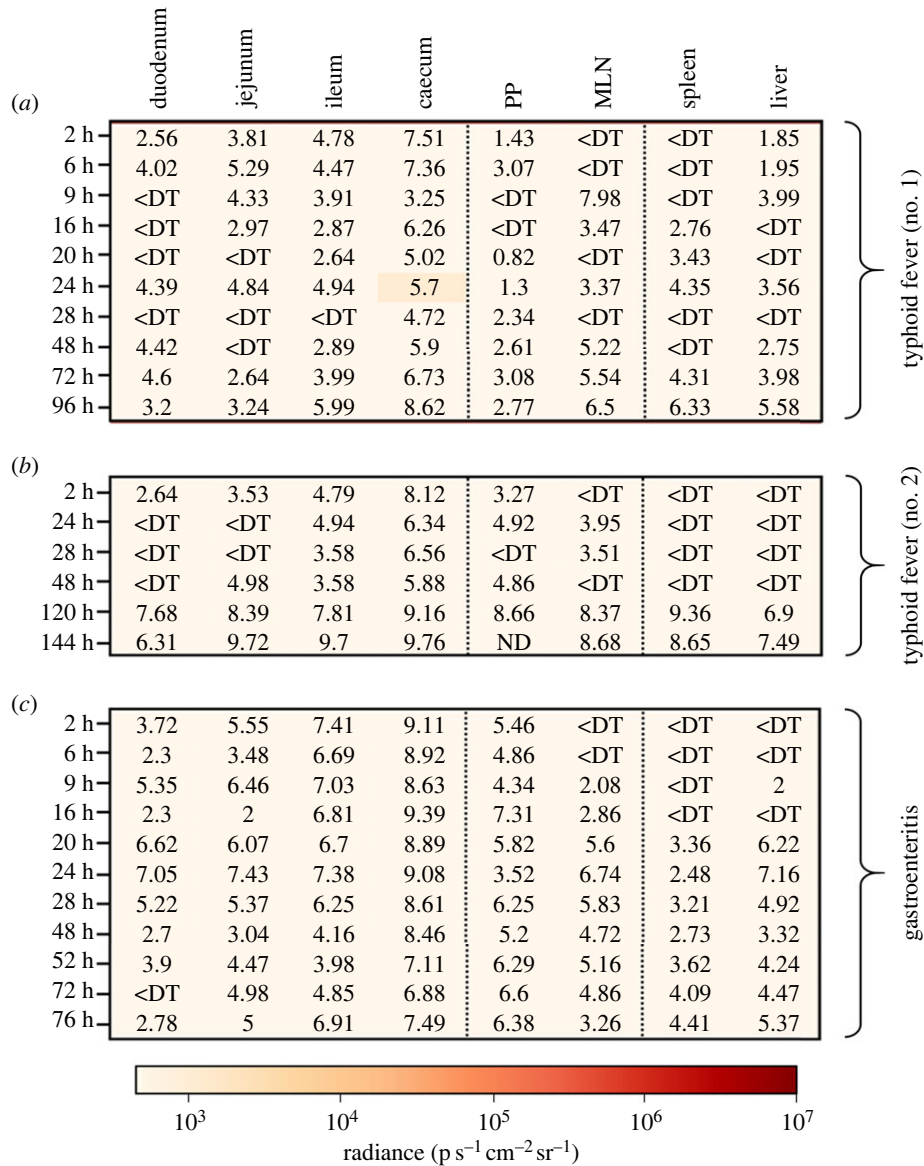 duodenum jejunum ileum caecum PP MLN spleen liver
(a)
2 h 2.56 3.81 4.78 7.51 1.43 <DT <DT 1.85
6 h 4.02 5.29 4.47 7.36 3.07 <DT <DT 1.95
9 h <DT 4.33 3.91 3.25 <DT 7.98 <DT 3.99
16 h <DT 2.97 2.87 6.26 <DT 3.47 2.76 <DT
20 h <DT <DT 2.64 5.02 0.82 <DT 3.43 <DT
24 h 4.39 4.84 4.94 5.7 1.3 3.37 4.35 3.56
28 h <DT <DT <DT 4.72 2.34 <DT <DT <DT
48 h 4.42 <DT 2.89 5.9 2.61 5.22 <DT 2.75
72 h 4.6 2.64 3.99 6.73 3.08 5.54 4.31 3.98
96 h 3.2 3.24 5.99 8.62 2.77 6.5 6.33 5.58
typhoid fever (no. 1)
(b)
2 h 2.64 3.53 4.79 8.12 3.27 <DT <DT <DT
24 h <DT <DT 4.94 6.34 4.92 3.95 <DT <DT
28 h <DT <DT 3.58 6.56 <DT 3.51 <DT <DT
48 h <DT 4.98 3.58 5.88 4.86 <DT <DT <DT
120 h 7.68 8.39 7.81 9.16 8.66 8.37 9.36 6.9
144 h 6.31 9.72 9.7 9.76 ND 8.68 8.65 7.49
typhoid fever (no. 2)
(c)
2 h 3.72 5.55 7.41 9.11 5.46 <DT <DT <DT
6 h 2.3 3.48 6.69 8.92 4.86 <DT <DT <DT
9 h 5.35 6.46 7.03 8.63 4.34 2.08 <DT 2
16 h 2.3 2 6.81 9.39 7.31 2.86 <DT <DT
20 h 6.62 6.07 6.7 8.89 5.82 5.6 3.36 6.22
24 h 7.05 7.43 7.38 9.08 3.52 6.74 2.48 7.16
28 h 5.22 5.37 6.25 8.61 6.25 5.83 3.21 4.92
48 h 2.7 3.04 4.16 8.46 5.2 4.72 2.73 3.32
52 h 3.9 4.47 3.98 7.11 6.29 5.16 3.62 4.24
72 h <DT 4.98 4.85 6.88 6.6 4.86 4.09 4.47
76 h 2.78 5 6.91 7.49 6.38 3.26 4.41 5.37
gastroenteritis
10³ 10⁴ 10⁵ 10⁶ 10⁷
radiance (p s⁻¹ cm⁻² sr⁻¹)